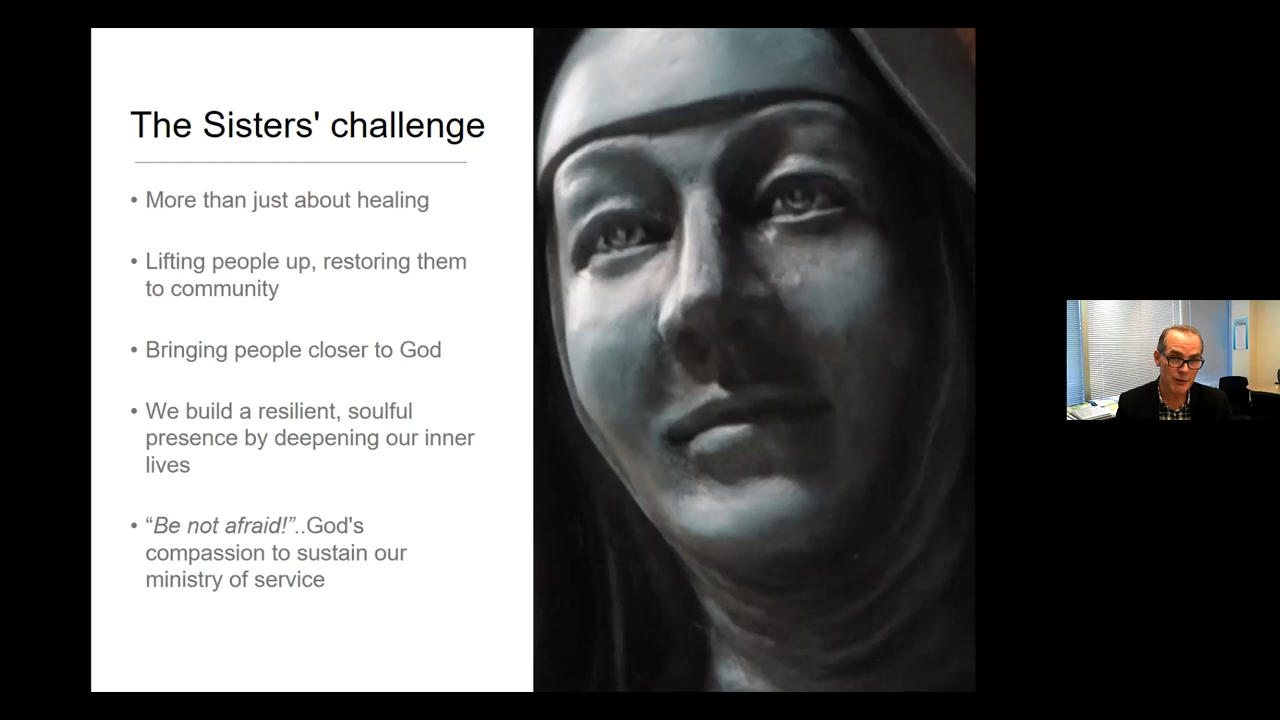 The Sisters' challenge
• More than just about healing
• Lifting people up, restoring them
to community
• Bringing people closer to God
• We build a resilient, soulful
presence by deepening our inner
lives
• “Be not afraid!”..God's
compassion to sustain our
ministry of service